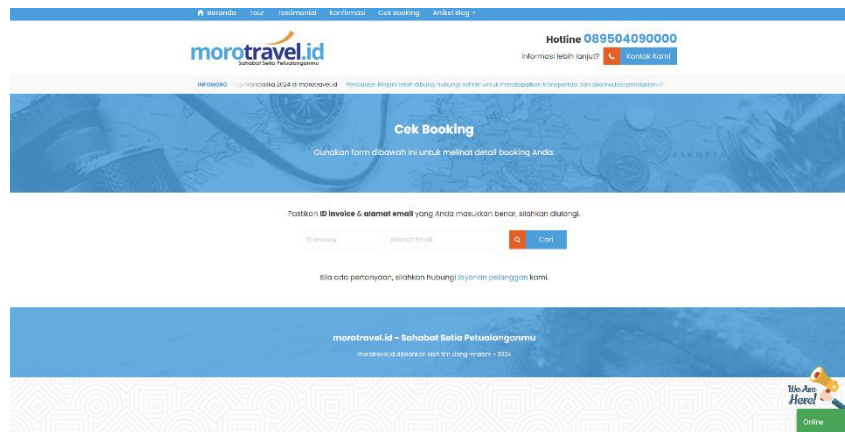 Beranda Tour Testimonial Konfirmasi Cek Booking Artikel Blog
morotravel.id
Sahabat Setia Petualanganmu
Hotline 089504090000
Informasi lebih lanjut? Kontak Kami
INFOMORO Mandalika 2024 di morotravel.id Pendakian Rinjani telah dibuka, hubungi admin untuk mendapatkan transportasi dan akomodasi pendakian
Cek Booking
Gunakan form dibawah ini untuk melihat detail booking Anda.
Pastikan ID invoice & alamat email yang Anda masukkan benar, silahkan diulangi.
ID Invoice Alamat Email Cari
Bila ada pertanyaan, silahkan hubungi layanan pelanggan kami.
morotravel.id - Sahabat Setia Petualanganmu
morotravel.id dijalankan oleh tim siang-malam - 2024
We Are
Here!
Online